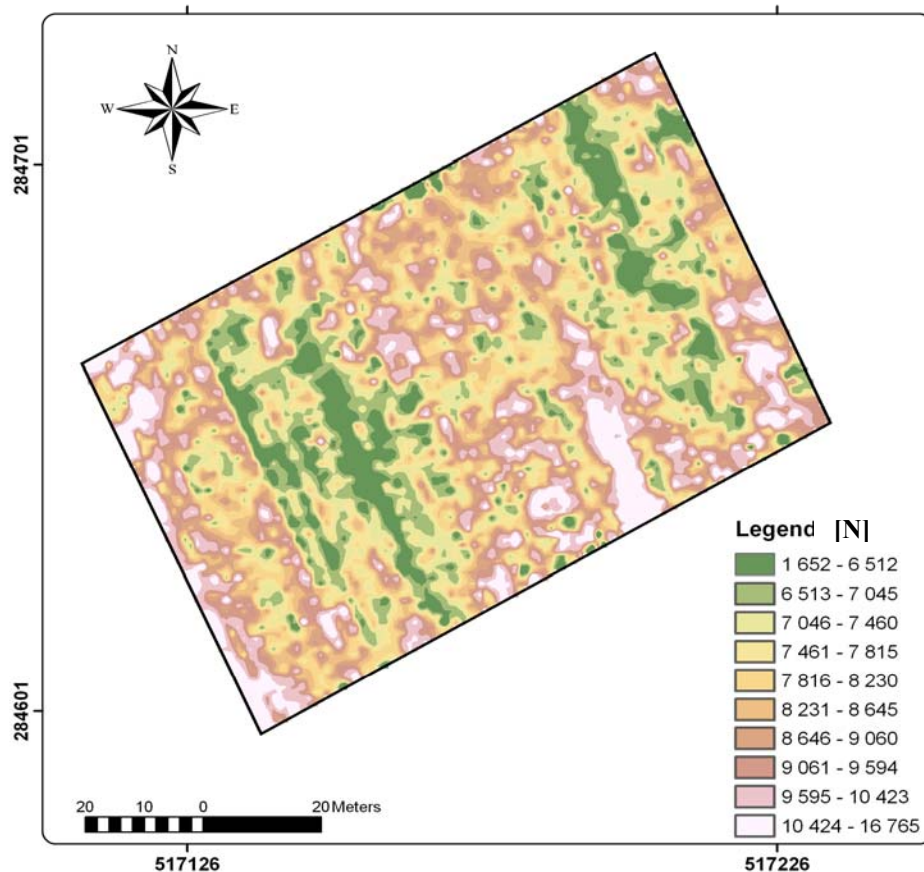 N
W E
S
284701
284601
Legend [N]
1 652 - 6 512
6 513 - 7 045
7 046 - 7 460
7 461 - 7 815
7 816 - 8 230
8 231 - 8 645
8 646 - 9 060
9 061 - 9 594
9 595 - 10 423
10 424 - 16 765
20 10 0 20 Meters
517126 517226